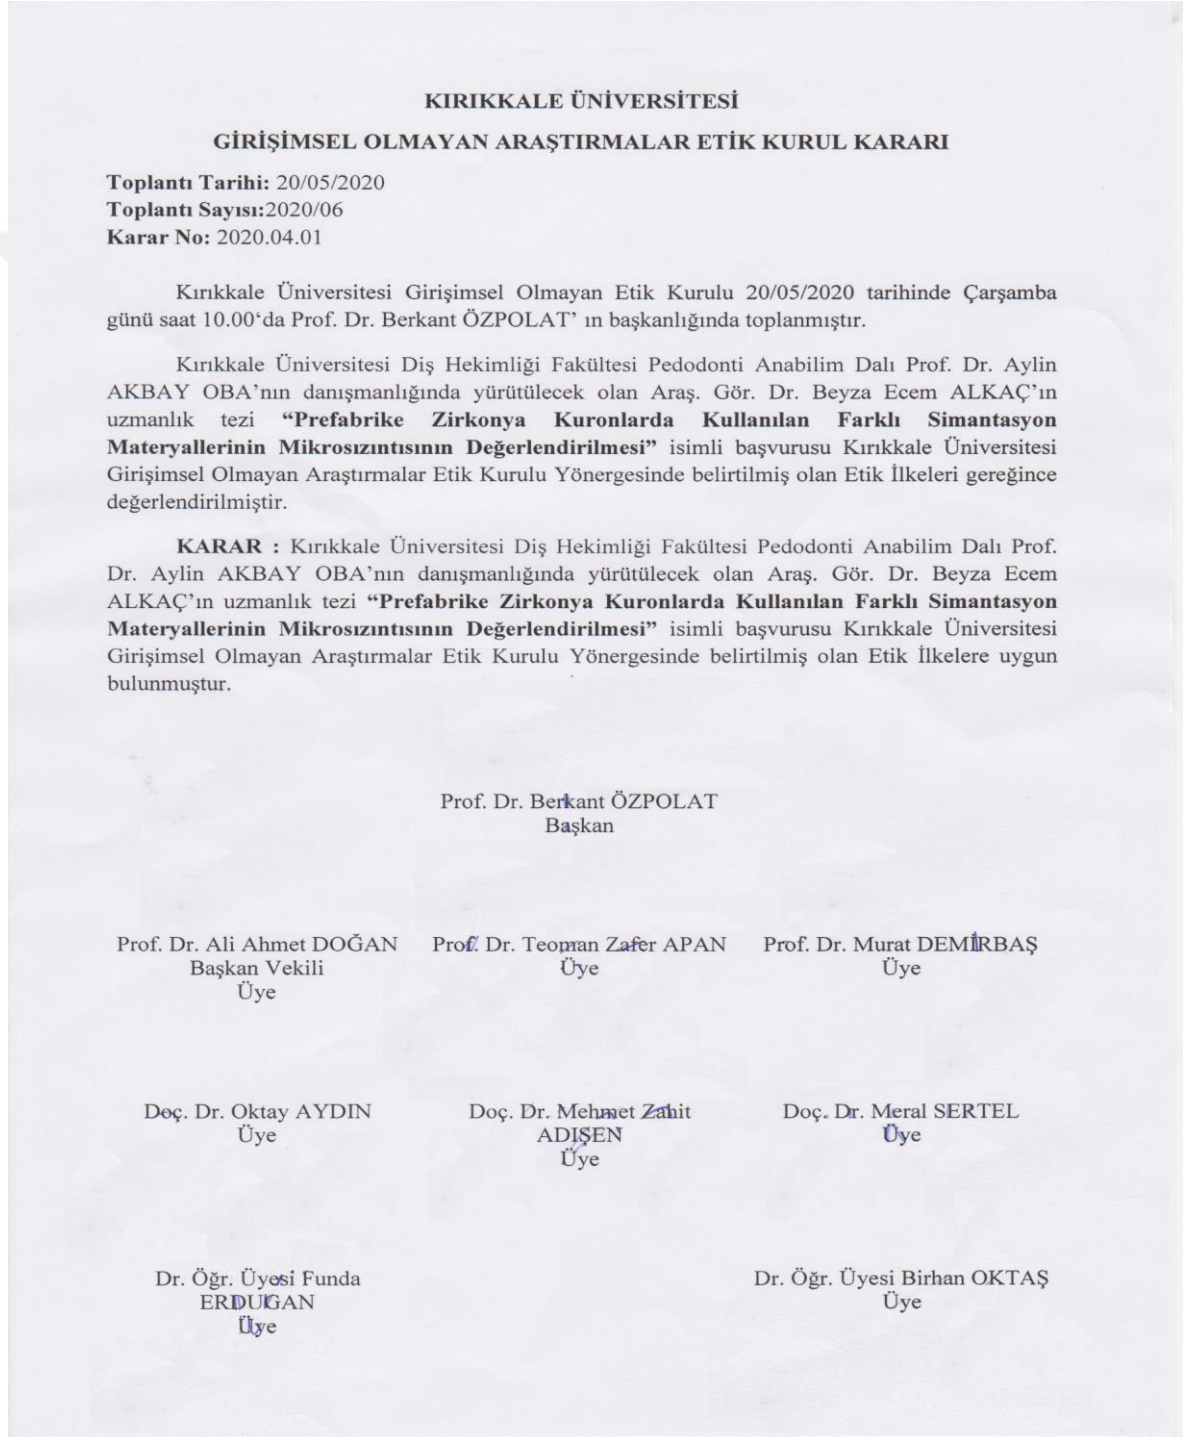 KIRIKKALE ÜNİVERSİTESİ
GİRİŞİMSEL OLMAYAN ARAŞTIRMALAR ETİK KURUL KARARI
Toplantı Tarihi: 20/05/2020
Toplantı Sayısı:2020/06
Karar No: 2020.04.01
Kırıkkale Üniversitesi Girişimsel Olmayan Etik Kurulu 20/05/2020 tarihinde Çarşamba
günü saat 10.00‘da Prof. Dr. Berkant ÖZPOLAT’ ın başkanlığında toplanmıştır.
Kırıkkale Üniversitesi Diş Hekimliği Fakültesi Pedodonti Anabilim Dalı Prof. Dr. Aylin
AKBAY OBA’nın danışmanlığında yürütülecek olan Araş. Gör. Dr. Beyza Ecem ALKAÇ’ın
uzmanlık tezi “Prefabrike Zirkonya Kuronlarda Kullanılan Farklı Simantasyon
Materyallerinin Mikrosızıntısının Değerlendirilmesi” isimli başvurusu Kırıkkale Üniversitesi
Girişimsel Olmayan Araştırmalar Etik Kurulu Yönergesinde belirtilmiş olan Etik İlkeleri gereğince
değerlendirilmiştir.
KARAR : Kırıkkale Üniversitesi Diş Hekimliği Fakültesi Pedodonti Anabilim Dalı Prof.
Dr. Aylin AKBAY OBA’nın danışmanlığında yürütülecek olan Araş. Gör. Dr. Beyza Ecem
ALKAÇ’ın uzmanlık tezi “Prefabrike Zirkonya Kuronlarda Kullanılan Farklı Simantasyon
Materyallerinin Mikrosızıntısının Değerlendirilmesi” isimli başvurusu Kırıkkale Üniversitesi
Girişimsel Olmayan Araştırmalar Etik Kurulu Yönergesinde belirtilmiş olan Etik İlkelere uygun
bulunmuştur.
Prof. Dr. Berkant ÖZPOLAT
Başkan
Prof. Dr. Ali Ahmet DOĞAN
Başkan Vekili
Üye
Prof. Dr. Teoman Zafer APAN
Üye
Prof. Dr. Murat DEMİRBAŞ
Üye
Doç. Dr. Oktay AYDIN
Üye
Doç. Dr. Mehmet Zahit
ADIŞEN
Üye
Doç. Dr. Meral SERTEL
Üye
Dr. Öğr. Üyesi Funda
ERDUGAN
Üye
Dr. Öğr. Üyesi Birhan OKTAŞ
Üye